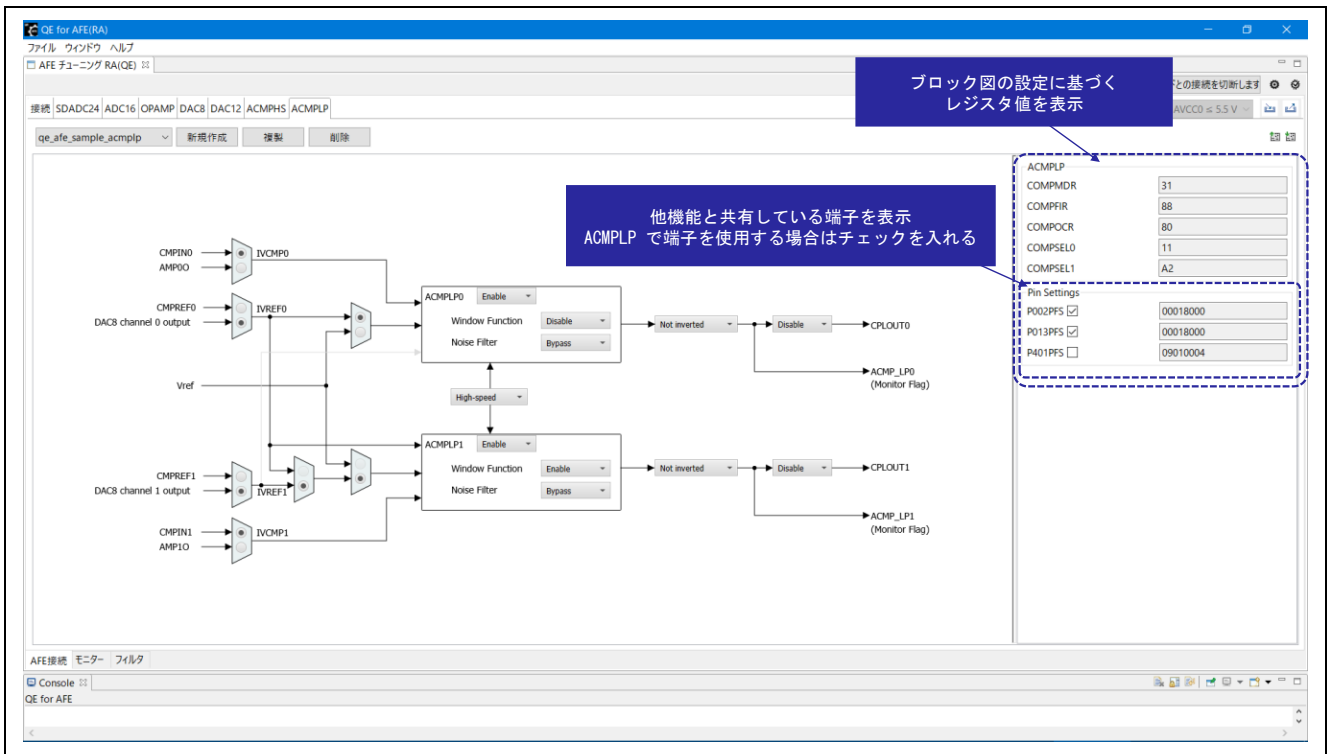 QE for AFE(RA)
ファイル ウィンドウ ヘルプ
AFE チューニング RA(QE)
ブロック図の設定に基づく
レジスタ値を表示
との接続を切断します
接続 SDADC24 ADC16 OPAMP DAC8 DAC12 ACMPHS ACMPLP
AVCC0 ≤ 5.5 V
qe_afe_sample_acmplp 新規作成 複製 削除
他機能と共有している端子を表示
ACMPLP で端子を使用する場合はチェックを入れる
ACMPLP
COMPMDR 31
COMPFIR 88
COMPOCR 80
COMPSEL0 11
COMPSEL1 A2
Pin Settings
P002PFS 00018000
P013PFS 00018000
P401PFS 09010004
CMPIN0 IVCMP0
AMP0O
CMPREF0 IVREF0
DAC8 channel 0 output
ACMPLP0 Enable
Window Function Disable
Noise Filter Bypass
Not inverted Disable CPLOUT0
ACMP_LP0
(Monitor Flag)
Vref
High-speed
ACMPLP1 Enable
Window Function Enable
Noise Filter Bypass
Not inverted Disable CPLOUT1
ACMP_LP1
(Monitor Flag)
CMPREF1
DAC8 channel 1 output IVREF1
CMPIN1 IVCMP1
AMP1O
AFE接続 モニター フィルタ
Console
QE for AFE